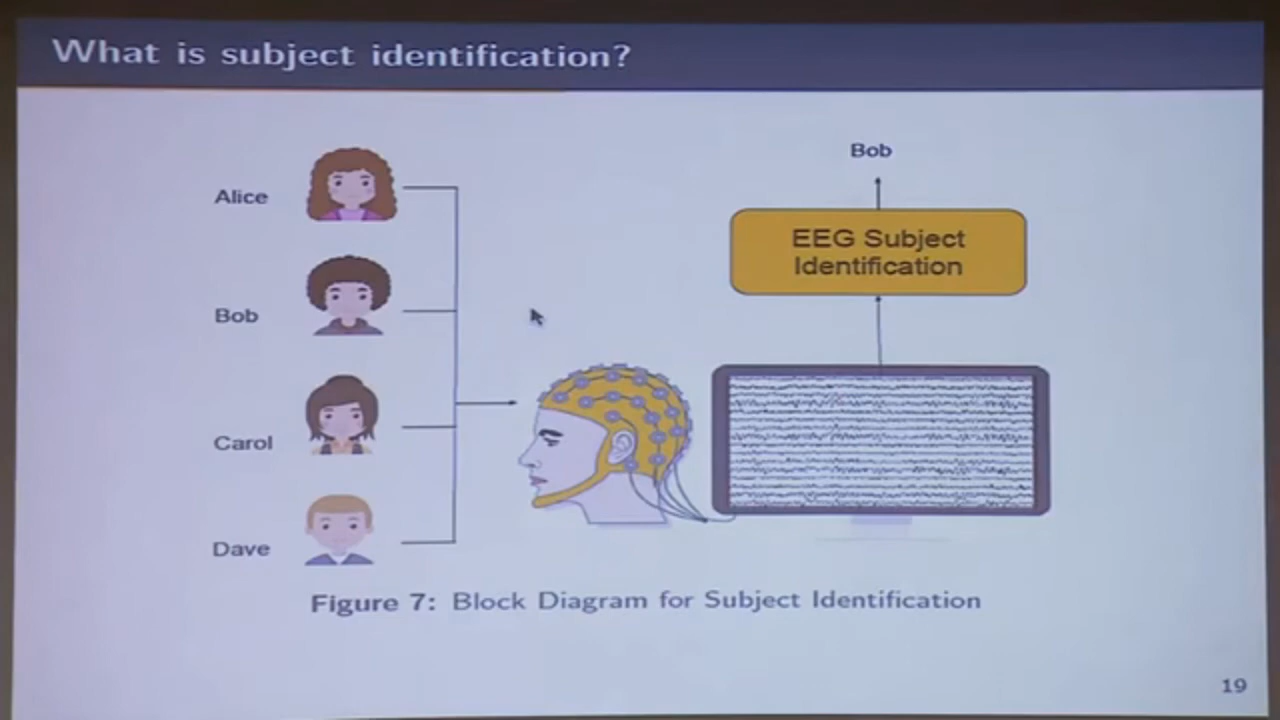 What is subject identification?
Alice
Bob
Carol
Dave
Bob
EEG Subject
Identification
Figure 7: Block Diagram for Subject Identification
19